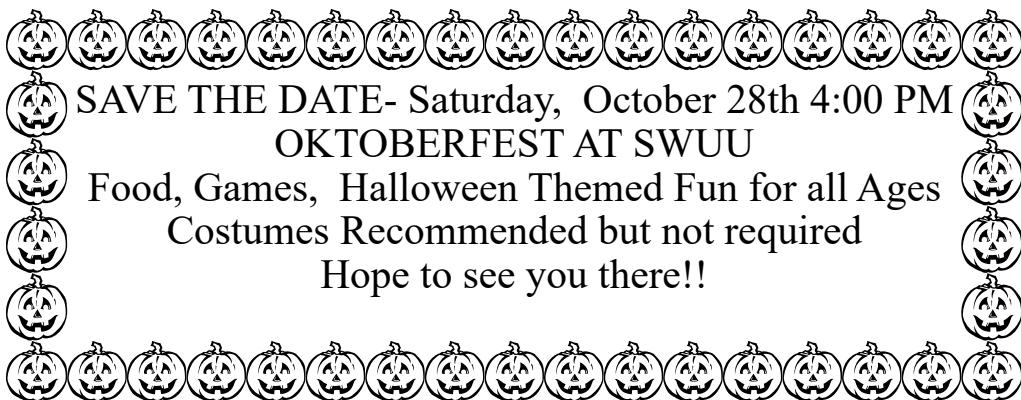 SAVE THE DATE- Saturday,  October 28th 4:00 PM
OKTOBERFEST AT SWUU
Food, Games,  Halloween Themed Fun for all Ages
Costumes Recommended but not required
Hope to see you there!!